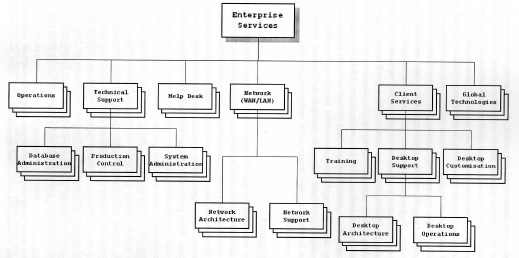 Enterprise
Services
Operations
Technical
Support
Help Desk
Network
(WAN/LAN)
Client
Services
Global
Technologies
Database
Administration
Production
Control
System
Administration
Training
Desktop
Support
Desktop
Customisation
Network
Architecture
Network
Support
Desktop
Architecture
Desktop
Operations